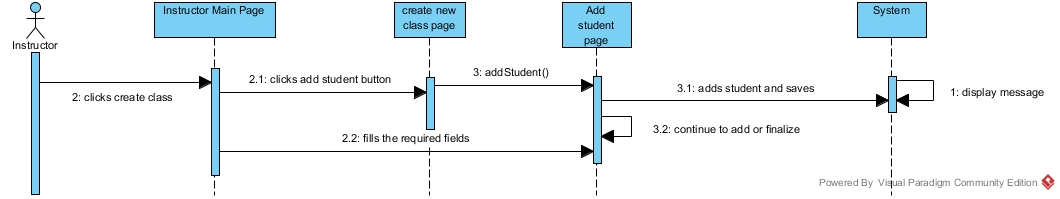 Instructor
Instructor Main Page
create new
class page
Add
student
page
System
2: clicks create class
2.1: clicks add student button
3: addStudent()
3.1: adds student and saves
1: display message
3.2: continue to add or finalize
2.2: fills the required fields
Powered By Visual Paradigm Community Edition